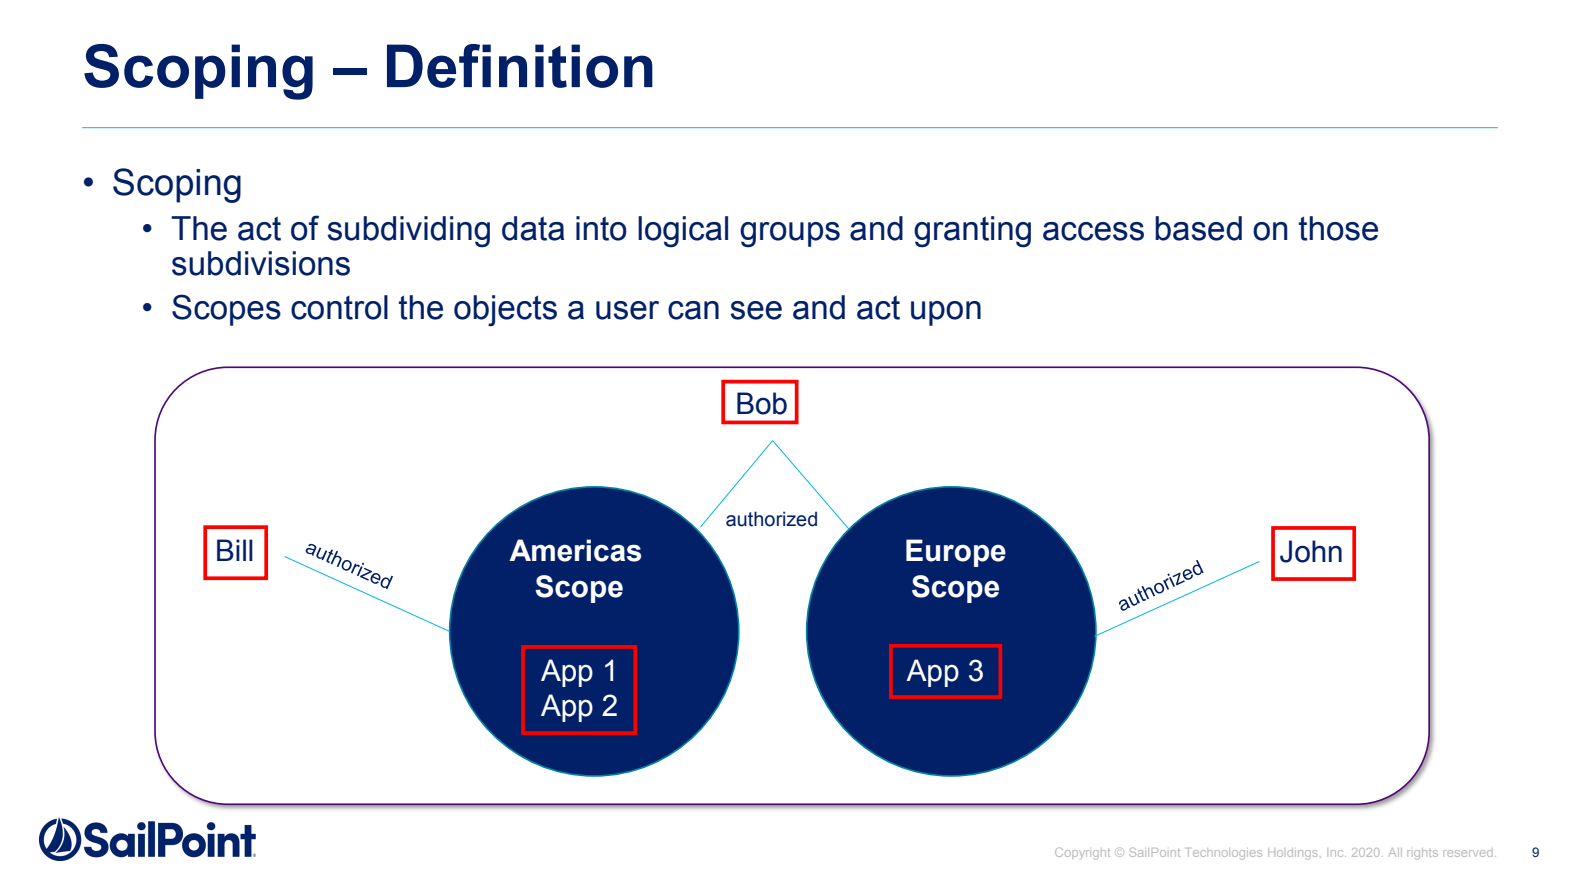 Scoping – Definition
• Scoping
• The act of subdividing data into logical groups and granting access based on those
subdivisions
• Scopes control the objects a user can see and act upon
Bob
authorized
Bill
authorized
Americas
Scope
App 1
App 2
Europe
Scope
App 3
authorized
John
SailPoint
Copyright © SailPoint Technologies Holdings, Inc. 2020. All rights reserved.
9